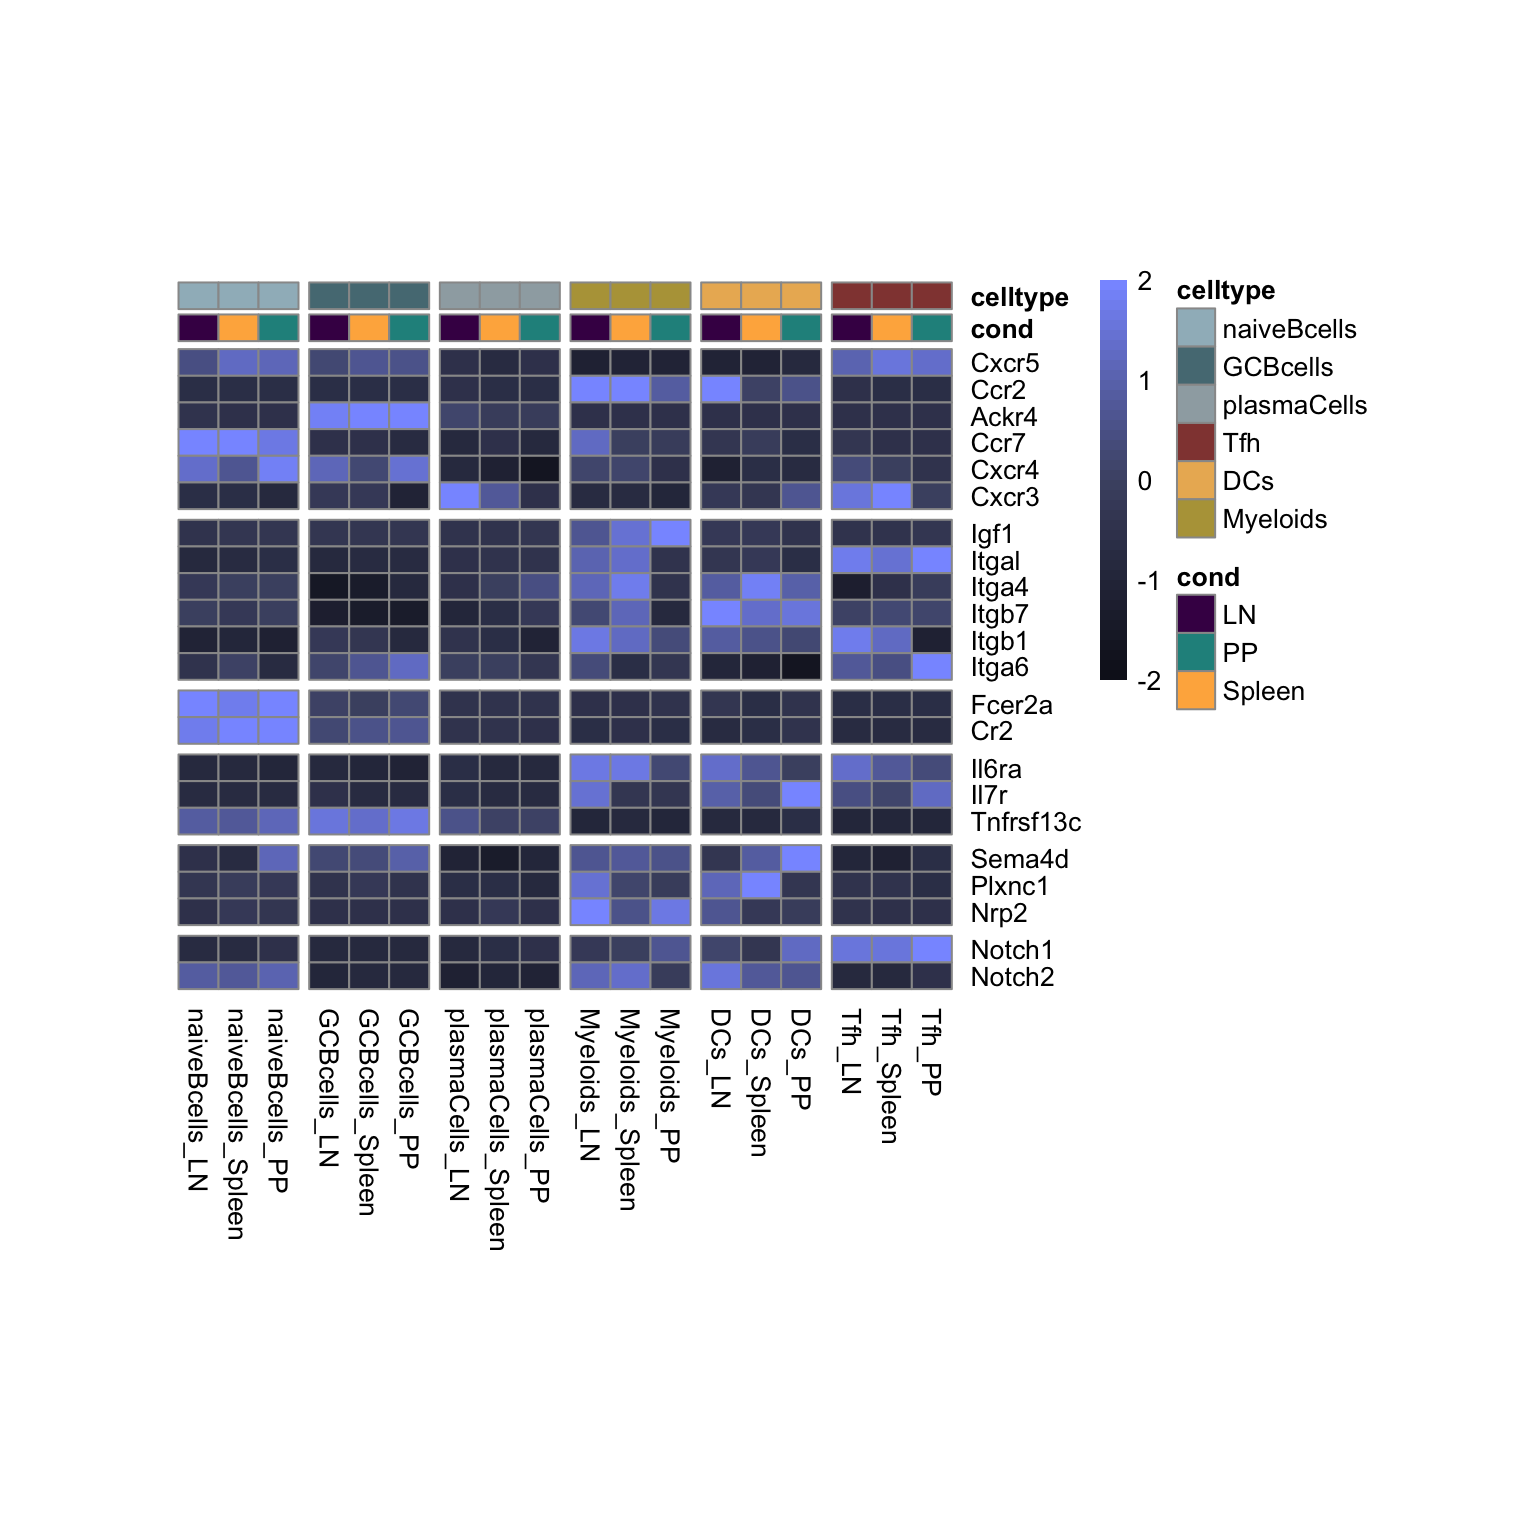 celltype
cond
Cxcr5
Ccr2
Ackr4
Ccr7
Cxcr4
Cxcr3
Igf1
Itgal
Itga4
Itgb7
Itgb1
Itga6
Fcer2a
Cr2
Il6ra
Il7r
Tnfrsf13c
Sema4d
Plxnc1
Nrp2
Notch1
Notch2
naiveBcells_LN
naiveBcells_Spleen
naiveBcells_PP
GCBcells_LN
GCBcells_Spleen
GCBcells_PP
plasmaCells_LN
plasmaCells_Spleen
plasmaCells_PP
Myeloids_LN
Myeloids_Spleen
Myeloids_PP
DCs_LN
DCs_Spleen
DCs_PP
Tfh_LN
Tfh_Spleen
Tfh_PP
2
1
0
-1
-2
celltype
naiveBcells
GCBcells
plasmaCells
Tfh
DCs
Myeloids
cond
LN
PP
Spleen